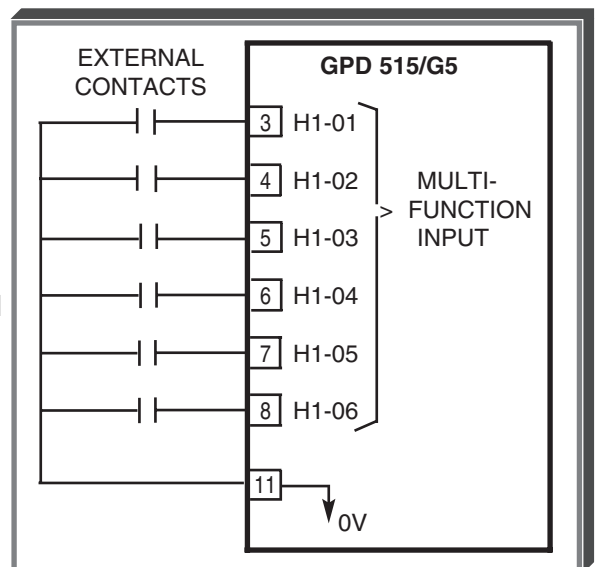 EXTERNAL
CONTACTS
GPD 515/G5
3 H1-01
4 H1-02
5 H1-03
6 H1-04
7 H1-05
8 H1-06
MULTI-
> FUNCTION
INPUT
11
0V